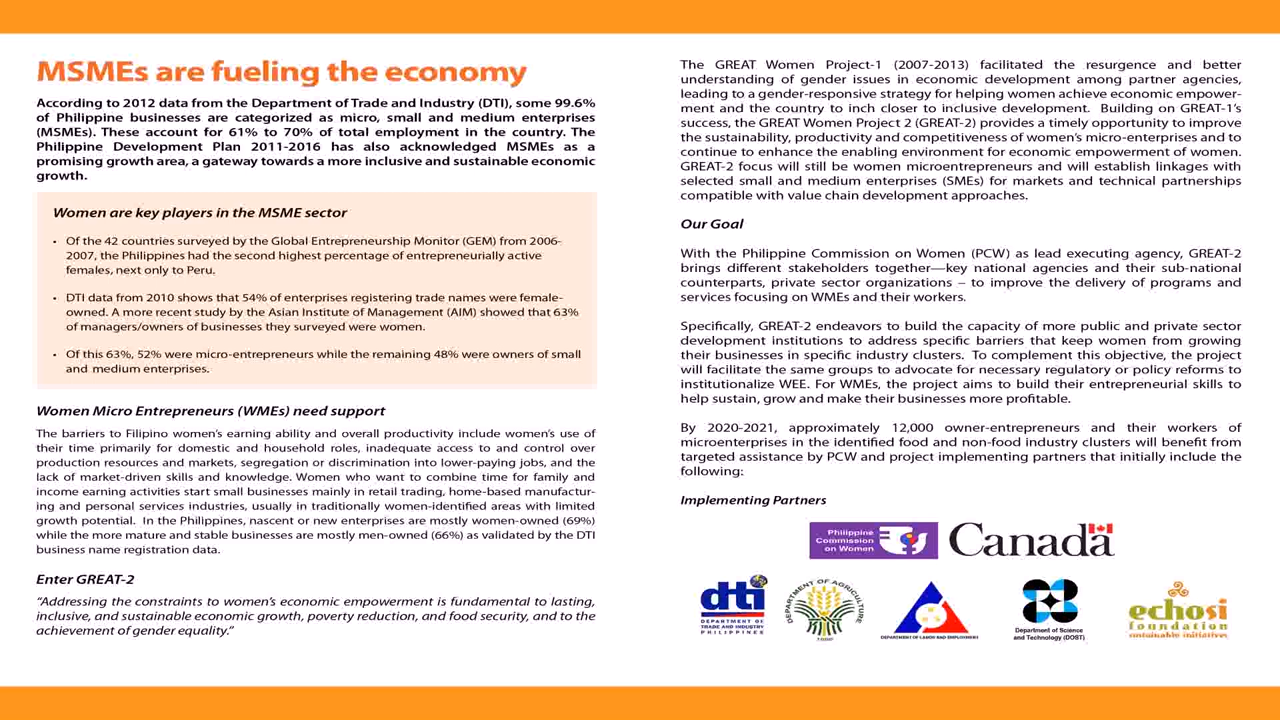 MSMEs are fueling the economy
According to 2012 data from the Department of Trade and Industry (DTI), some 99.6%
of Philippine businesses are categorized as micro, small and medium enterprises
(MSMEs). These account for 61% to 70% of total employment in the country. The
Philippine Development Plan 2011-2016 has also acknowledged MSMEs as a
promising growth area, a gateway towards a more inclusive and sustainable economic
growth.
Women are key players in the MSME sector
• Of the 42 countries surveyed by the Global Entrepreneurship Monitor (GEM) from 2006-
2007, the Philippines had the second highest percentage of entrepreneurially active
females, next only to Peru.
• DTI data from 2010 shows that 54% of enterprises registering trade names were female-
owned. A more recent study by the Asian Institute of Management (AIM) showed that 63%
of managers/owners of businesses they surveyed were women.
• Of this 63%, 52% were micro-entrepreneurs while the remaining 48% were owners of small
and medium enterprises.
Women Micro Entrepreneurs (WMEs) need support
The barriers to Filipino women's earning ability and overall productivity include women's use of
their time primarily for domestic and household roles, inadequate access to and control over
production resources and markets, segregation or discrimination into lower-paying jobs, and the
lack of market-driven skills and knowledge. Women who want to combine time for family and
income earning activities start small businesses mainly in retail trading, home-based manufactur-
ing and personal services industries, usually in traditionally women-identified areas with limited
growth potential. In the Philippines, nascent or new enterprises are mostly women-owned (69%)
while the more mature and stable businesses are mostly men-owned (66%) as validated by the DTI
business name registration data.
Enter GREAT-2
“Addressing the constraints to women's economic empowerment is fundamental to lasting,
inclusive, and sustainable economic growth, poverty reduction, and food security, and to the
achievement of gender equality.”
The GREAT Women Project-1 (2007-2013) facilitated the resurgence and better
understanding of gender issues in economic development among partner agencies,
leading to a gender-responsive strategy for helping women achieve economic empower-
ment and the country to inch closer to inclusive development. Building on GREAT-1's
success, the GREAT Women Project 2 (GREAT-2) provides a timely opportunity to improve
the sustainability, productivity and competitiveness of women's micro-enterprises and to
continue to enhance the enabling environment for economic empowerment of women.
GREAT-2 focus will still be women microentrepreneurs and will establish linkages with
selected small and medium enterprises (SMEs) for markets and technical partnerships
compatible with value chain development approaches.
Our Goal
With the Philippine Commission on Women (PCW) as lead executing agency, GREAT-2
brings different stakeholders together—key national agencies and their sub-national
counterparts, private sector organizations – to improve the delivery of programs and
services focusing on WMEs and their workers.
Specifically, GREAT-2 endeavors to build the capacity of more public and private sector
development institutions to address specific barriers that keep women from growing
their businesses in specific industry clusters. To complement this objective, the project
will facilitate the same groups to advocate for necessary regulatory or policy reforms to
institutionalize WEE. For WMEs, the project aims to build their entrepreneurial skills to
help sustain, grow and make their businesses more profitable.
By 2020-2021, approximately 12,000 owner-entrepreneurs and their workers of
microenterprises in the identified food and non-food industry clusters will benefit from
targeted assistance by PCW and project implementing partners that initially include the
following:
Implementing Partners
Philippine
Commission
on Women
Canada
dti
DEPARTMENT OF
TRADE AND INDUSTRY
PHILIPPINES
DEPARTMENT OF AGRICULTURE
DEPARTMENT OF LABOR AND EMPLOYMENT
Department of Science
and Technology (DOST)
echosi
foundation
sustainable initiatives